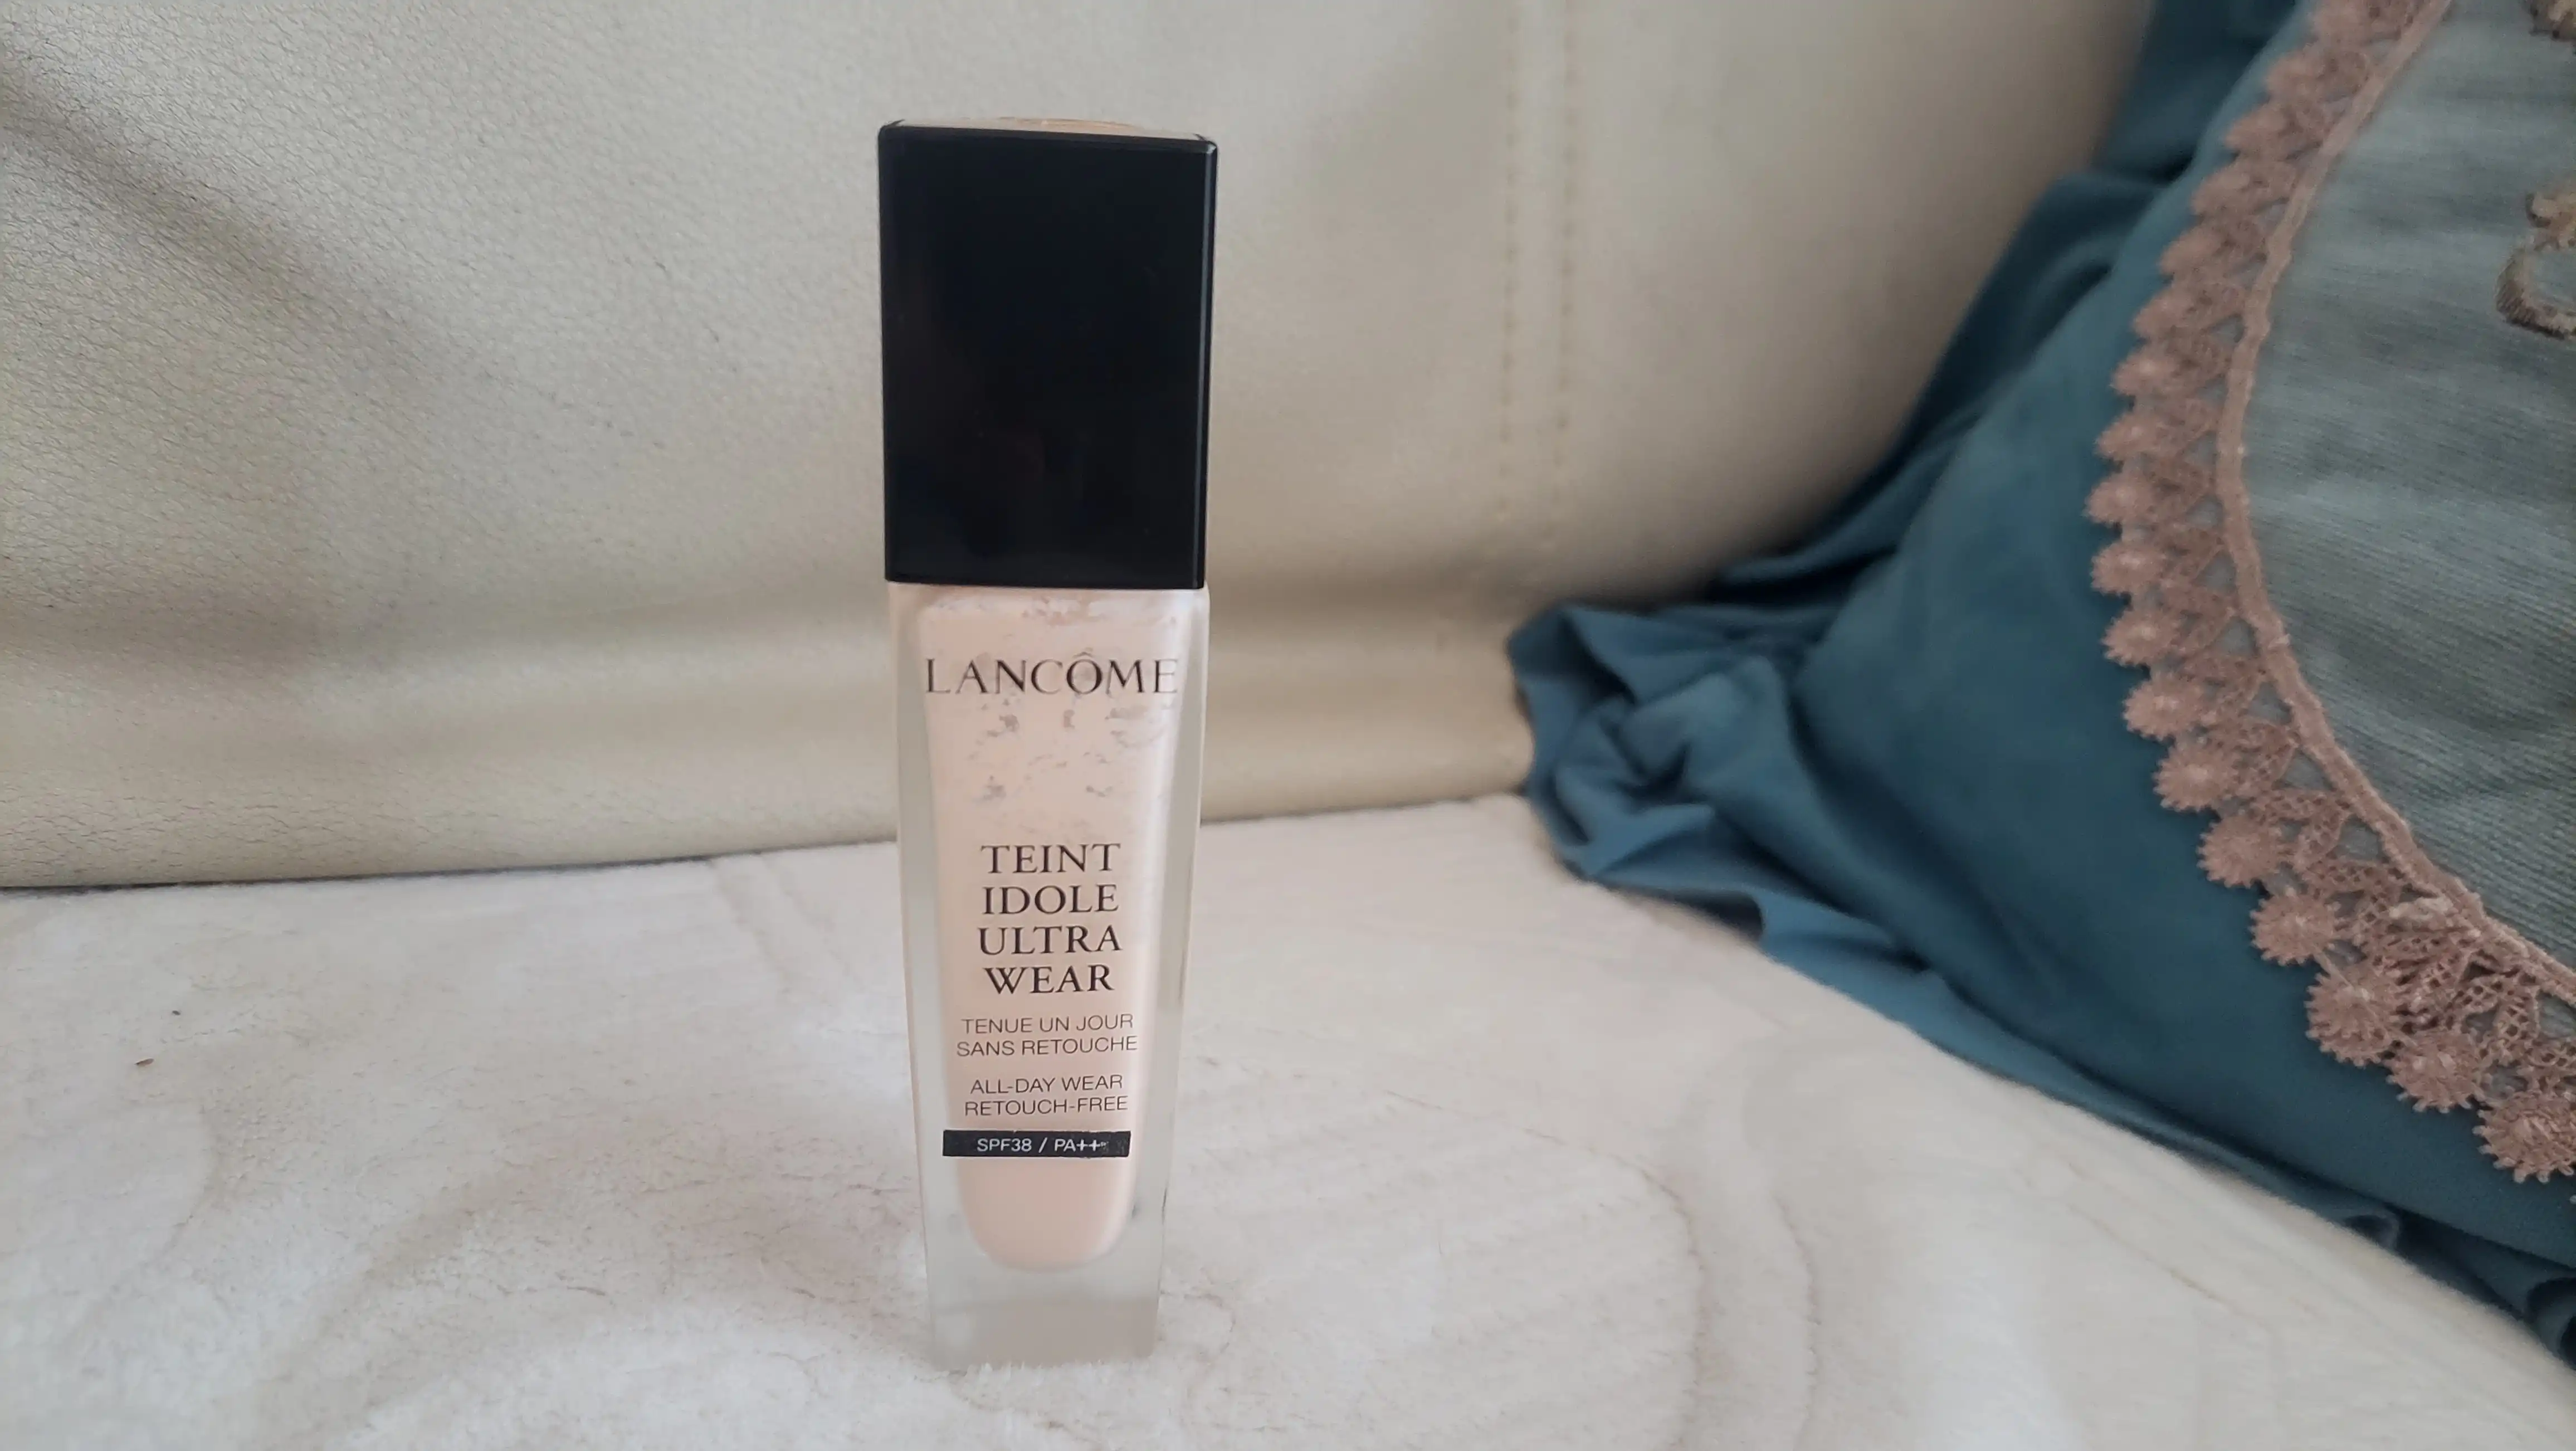 LANCÔME
TEINT
IDOLE
ULTRA
WEAR
TENUE UN JOUR
SANS RETOUCHE
ALL-DAY WEAR
RETOUCH-FREE
SPF38 / PA+++